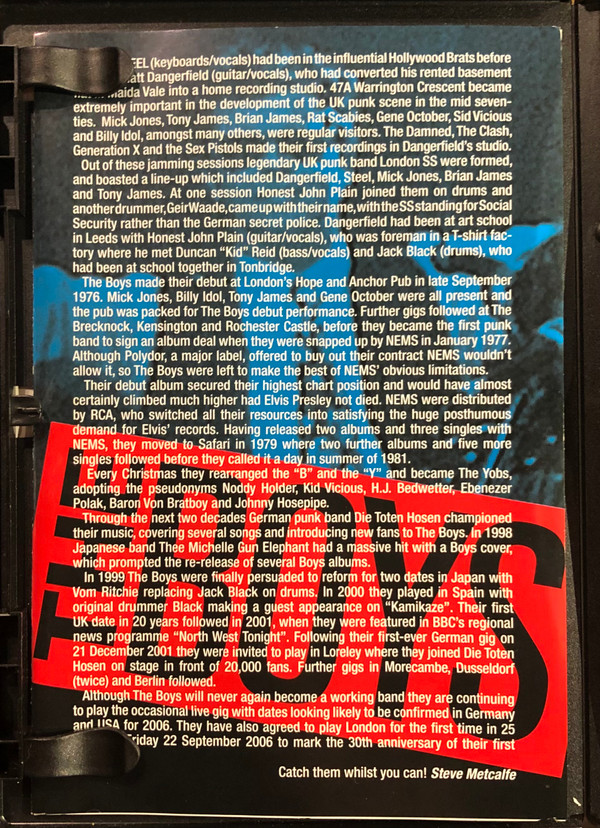 EEL (keyboards/vocals) had been in the influential Hollywood Brats before
att Dangerfield (guitar/vocals), who had converted his rented basement
Maida Vale into a home recording studio. 47A Warrington Crescent became
extremely important in the development of the UK punk scene in the mid seven-
ties. Mick Jones, Tony James, Brian James, Rat Scabies, Gene October, Sid Vicious
and Billy Idol, amongst many others, were regular visitors. The Damned, The Clash,
Generation X and the Sex Pistols made their first recordings in Dangerfield's studio.
Out of these jamming sessions legendary UK punk band London SS were formed,
and boasted a line-up which included Dangerfield, Steel, Mick Jones, Brian James
and Tony James. At one session Honest John Plain joined them on drums and
another drummer, Geir Waade, came up with their name, with the SS standing for Social
Security rather than the German secret police. Dangerfield had been at art school
in Leeds with Honest John Plain (guitar/vocals), who was foreman in a T-shirt fac-
tory where he met Duncan "Kid" Reid (bass/vocals) and Jack Black (drums), who
had been at school together in Tonbridge.
The Boys made their debut at London's Hope and Anchor Pub in late September
1976. Mick Jones, Billy Idol, Tony James and Gene October were all present and
the pub was packed for The Boys debut performance. Further gigs followed at The
Brecknock, Kensington and Rochester Castle, before they became the first punk
band to sign an album deal when they were snapped up by NEMS in January 1977.
Although Polydor, a major label, offered to buy out their contract NEMS wouldn't
allow it, so The Boys were left to make the best of NEMS' obvious limitations.
Their debut album secured their highest chart position and would have almost
certainly climbed much higher had Elvis Presley not died. NEMS were distributed
by RCA, who switched all their resources into satisfying the huge posthumous
demand for Elvis' records. Having released two albums and three singles with
NEMS, they moved to Safari in 1979 where two further albums and five more
singles followed before they called it a day in summer of 1981.
Every Christmas they rearranged the "B" and the "Y" and became The Yobs,
adopting the pseudonyms Noddy Holder, Kid Vicious, H.J. Bedwetter, Ebenezer
Polak, Baron Von Bratboy and Johnny Hosepipe.
Through the next two decades German punk band Die Toten Hosen championed
their music, covering several songs and introducing new fans to The Boys. In 1998
Japanese band Thee Michelle Gun Elephant had a massive hit with a Boys cover,
which prompted the re-release of several Boys albums.
In 1999 The Boys were finally persuaded to reform for two dates in Japan with
Vom Ritchie replacing Jack Black on drums. In 2000 they played in Spain with
original drummer Black making a guest appearance on "Kamikaze". Their first
UK date in 20 years followed in 2001, when they were featured in BBC's regional
news programme "North West Tonight". Following their first-ever German gig on
21 December 2001 they were invited to play in Loreley where they joined Die Toten
Hosen on stage in front of 20,000 fans. Further gigs in Morecambe, Dusseldorf
(twice) and Berlin followed.
Although The Boys will never again become a working band they are continuing
to play the occasional live gig with dates looking likely to be confirmed in Germany
and USA for 2006. They have also agreed to play London for the first time in 25
Friday 22 September 2006 to mark the 30th anniversary of their first
Catch them whilst you can! Steve Metcalfe
THE BOYS